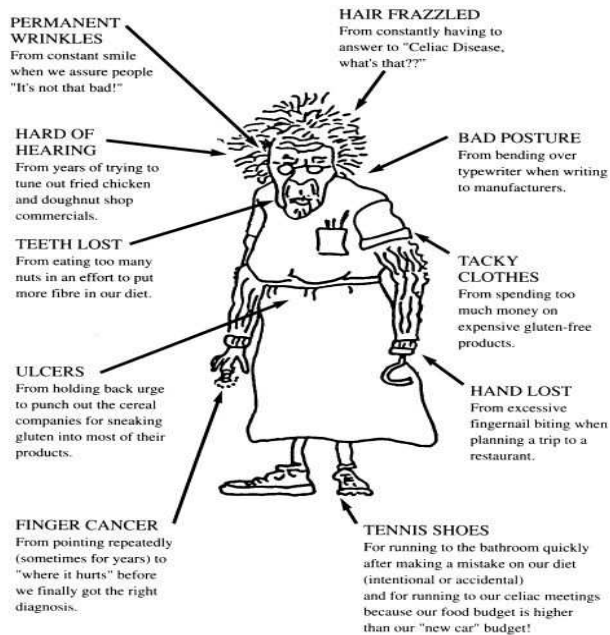 PERMANENT
WRINKLES
From constant smile
when we assure people
"It's not that bad!"
HAIR FRAZZLED
From constantly having to
answer to "Celiac Disease,
what's that??"
HARD OF
HEARING
From years of trying to
tune out fried chicken
and doughnut shop
commercials.
BAD POSTURE
From bending over
typewriter when writing
to manufacturers.
TEETH LOST
From eating too many
nuts in an effort to put
more fibre in our diet.
TACKY
CLOTHES
From spending too
much money on
expensive gluten-free
products.
ULCERS
From holding back urge
to punch out the cereal
companies for sneaking
gluten into most of their
products.
HAND LOST
From excessive
fingernail biting when
planning a trip to a
restaurant.
FINGER CANCER
From pointing repeatedly
(sometimes for years) to
"where it hurts" before
we finally got the right
diagnosis.
TENNIS SHOES
For running to the bathroom quickly
after making a mistake on our diet
(intentional or accidental)
and for running to our celiac meetings
because our food budget is higher
than our "new car" budget!